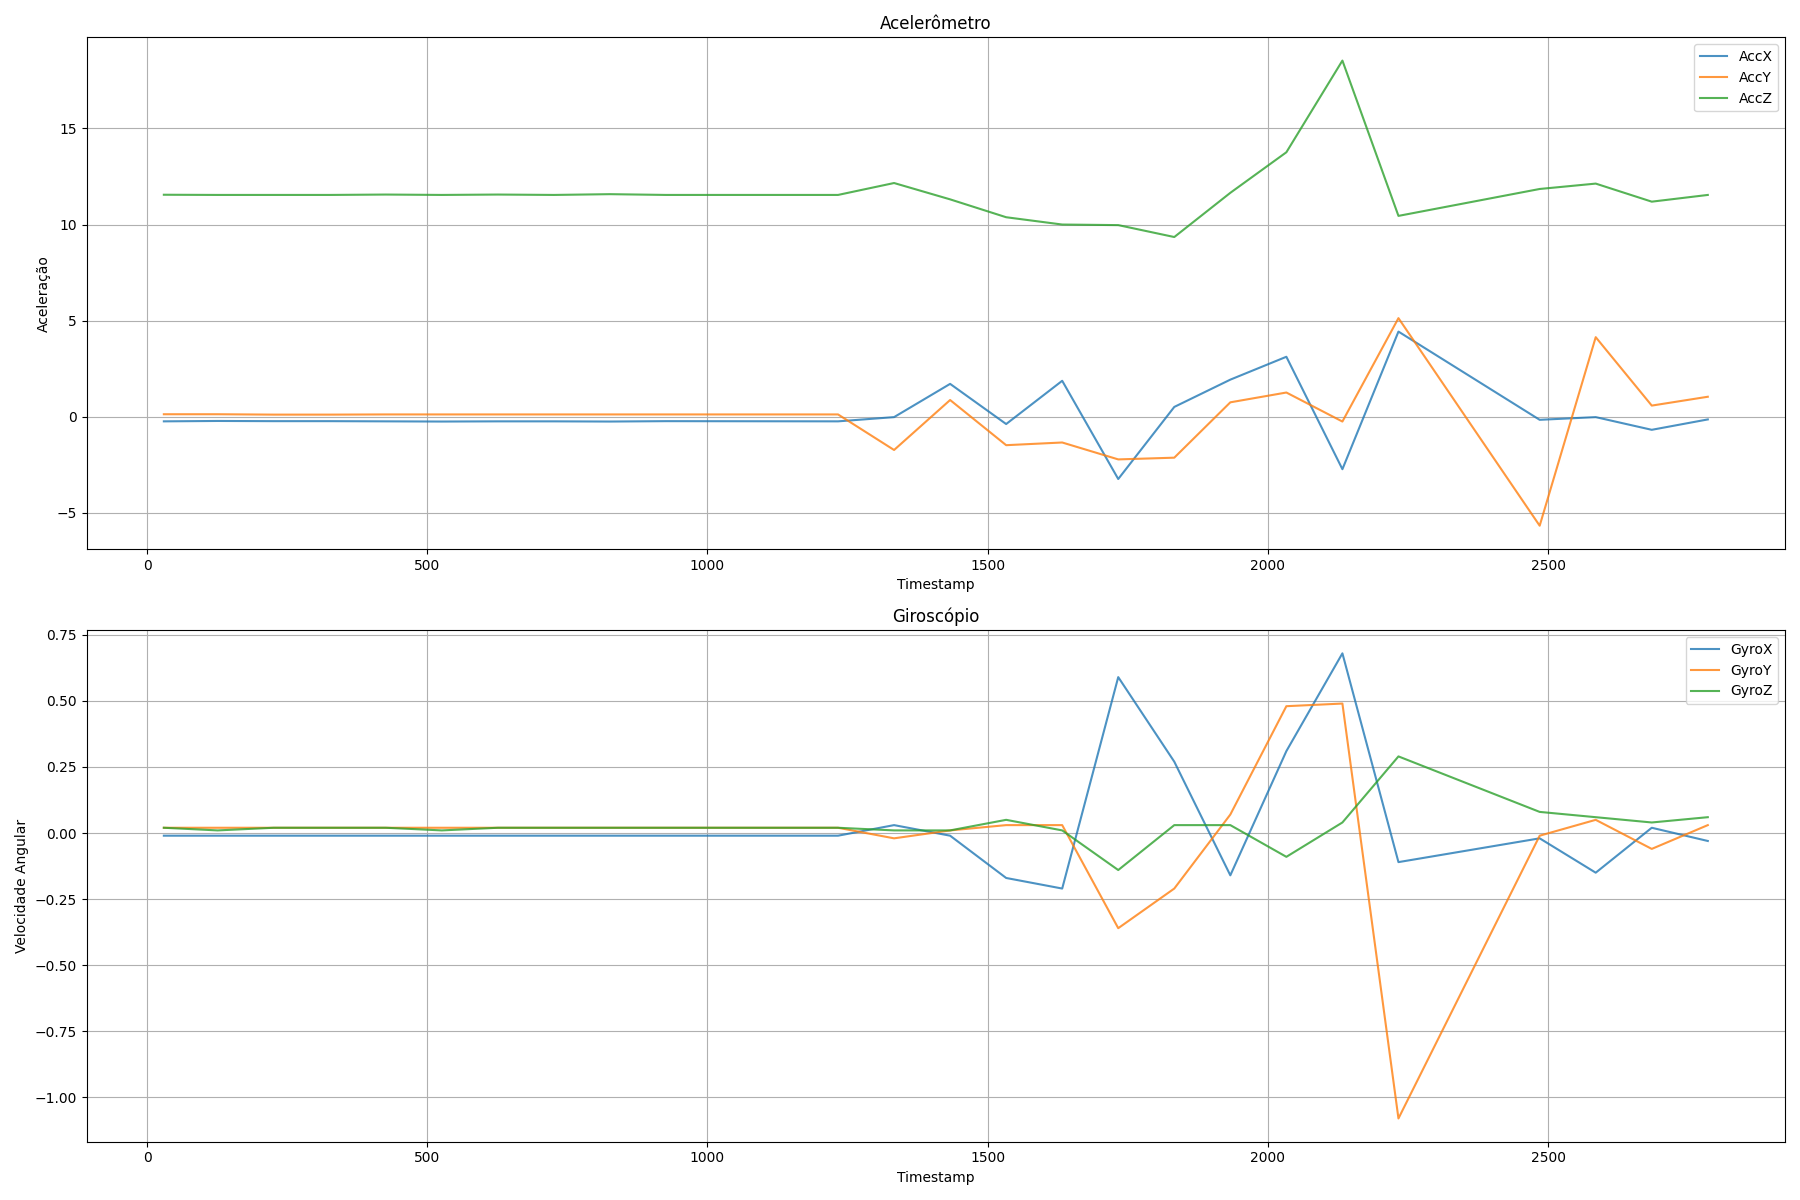 Acelerômetro
AccX
AccY
AccZ
15
10
5
0
−5
Aceleração
0
500
1000
1500
2000
2500
Timestamp
Giroscópio
GyroX
GyroY
GyroZ
0.75
0.50
0.25
0.00
−0.25
−0.50
−0.75
−1.00
Velocidade Angular
0
500
1000
1500
2000
2500
Timestamp